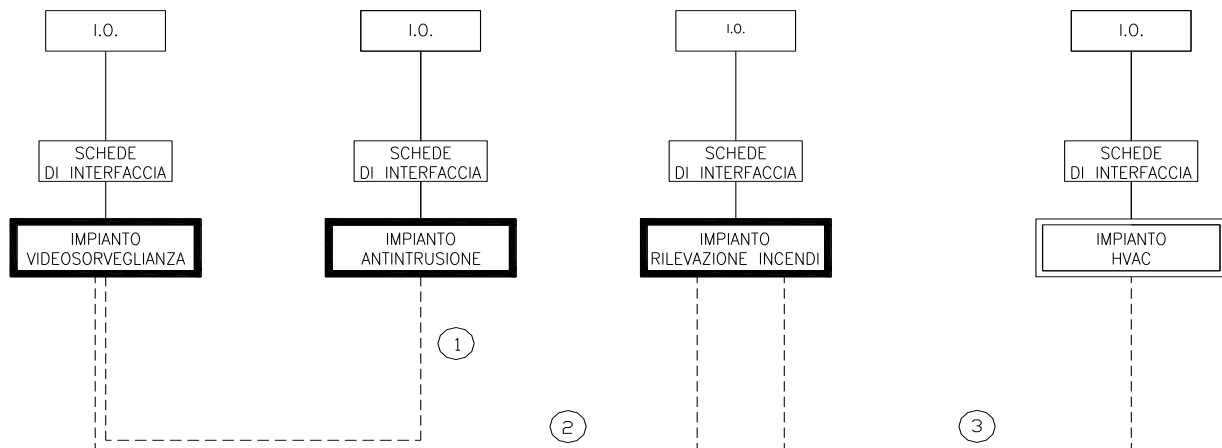 I.O.
I.O.
I.O.
I.O.
SCHEDE
DI INTERFACCIA
SCHEDE
DI INTERFACCIA
SCHEDE
DI INTERFACCIA
SCHEDE
DI INTERFACCIA
IMPIANTO
VIDEOSORVEGLIANZA
IMPIANTO
ANTINTRUSIONE
IMPIANTO
RILEVAZIONE INCENDI
IMPIANTO
HVAC
1
2
3